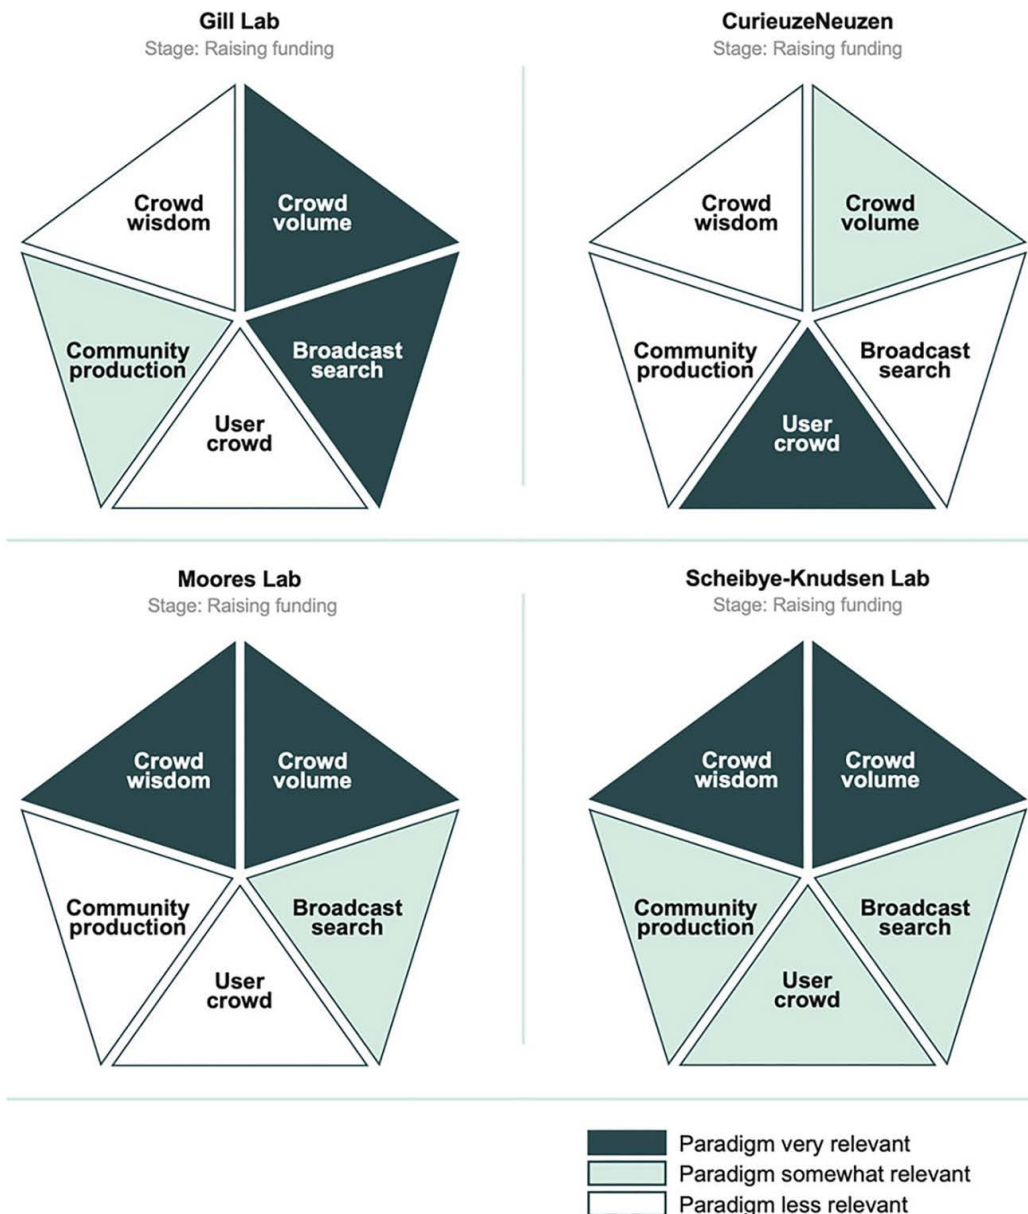 Gill Lab
Stage: Raising funding
Crowd
wisdom
Crowd
volume
Community
production
Broadcast
search
User
crowd
CurieuzeNeuzen
Stage: Raising funding
Crowd
wisdom
Crowd
volume
Community
production
Broadcast
search
User
crowd
Moores Lab
Stage: Raising funding
Crowd
wisdom
Crowd
volume
Community
production
Broadcast
search
User
crowd
Scheibye-Knudsen Lab
Stage: Raising funding
Crowd
wisdom
Crowd
volume
Community
production
Broadcast
search
User
crowd
Paradigm very relevant
Paradigm somewhat relevant
Paradigm less relevant